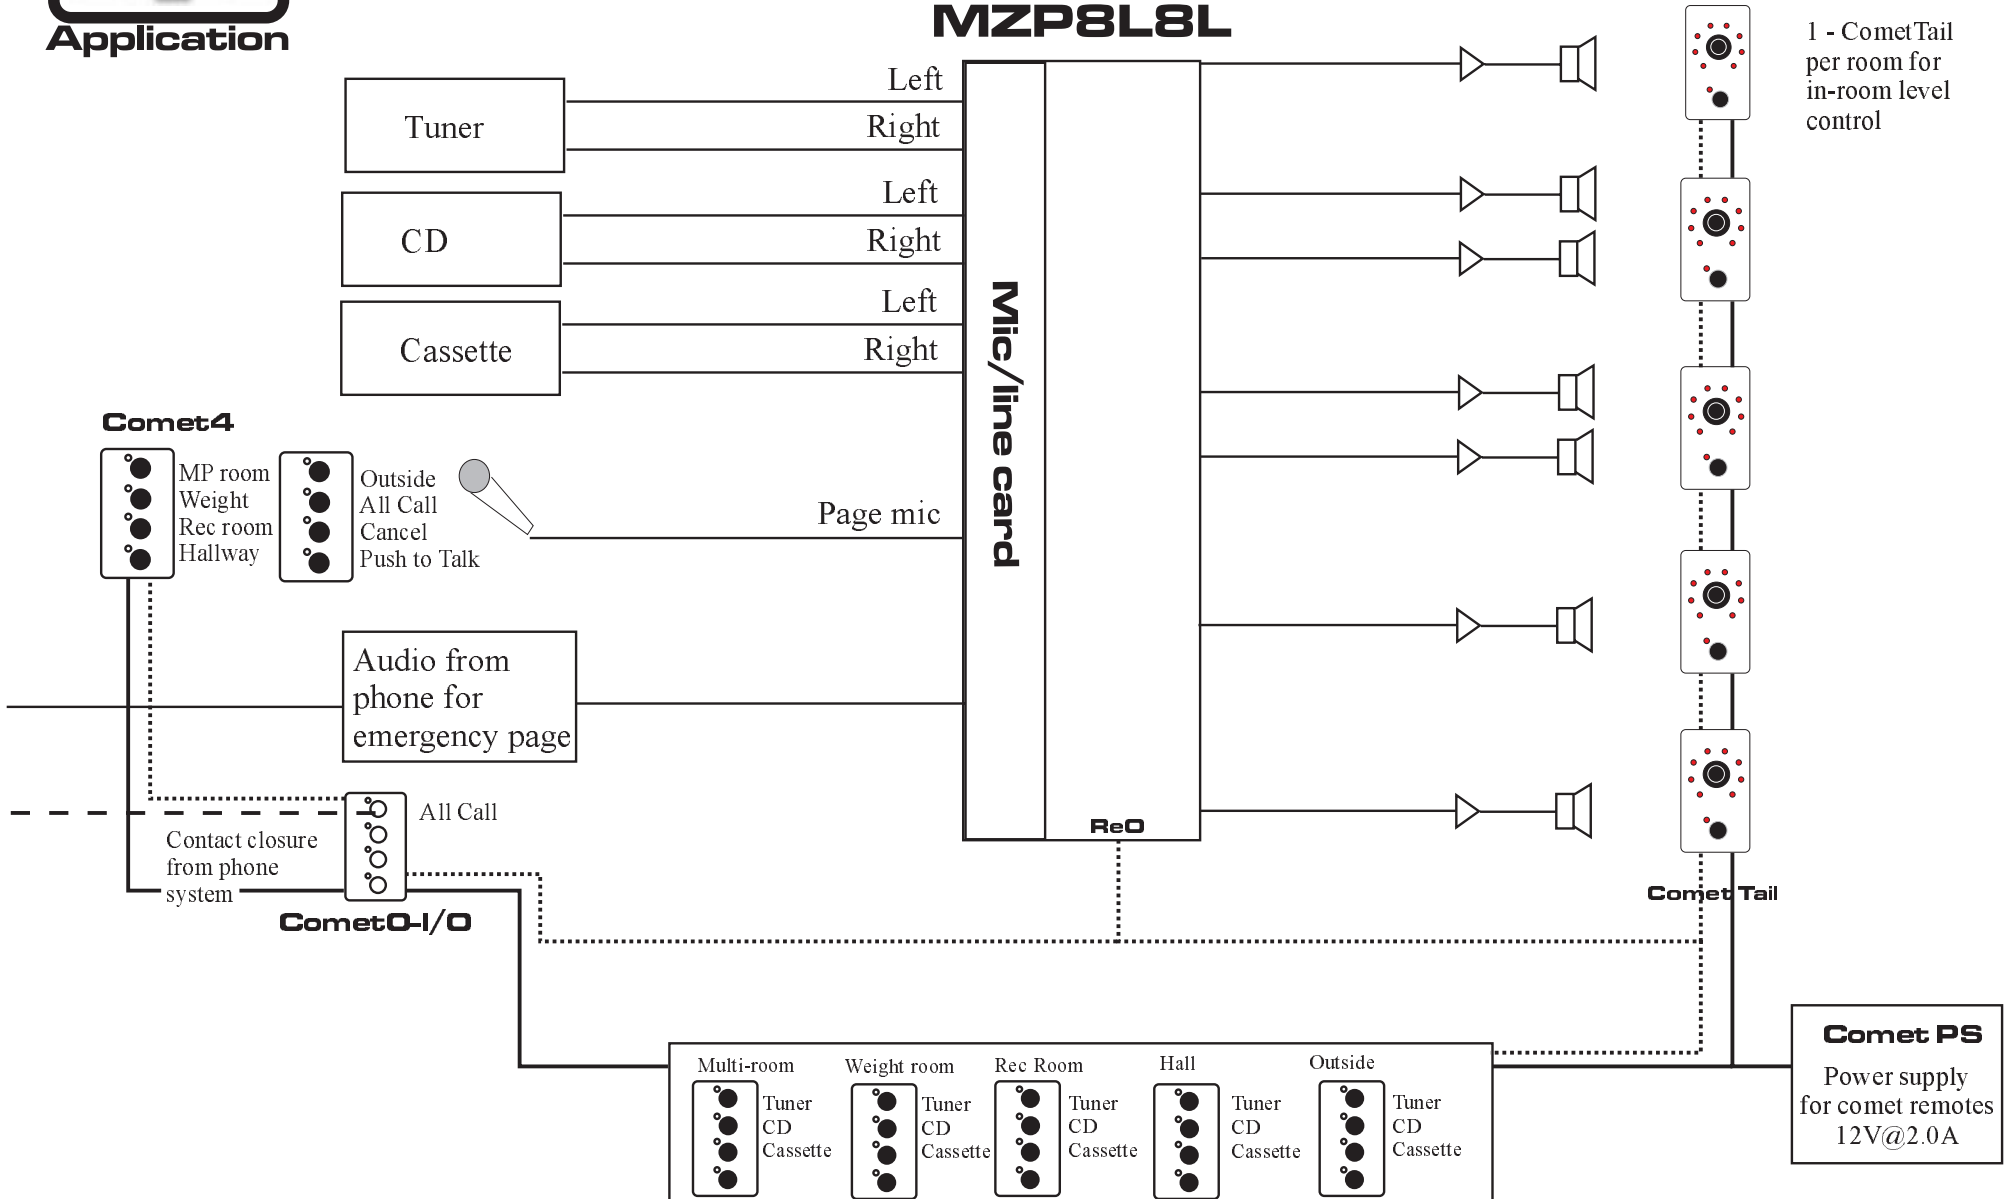 Application
MZP8L8L
1 - CometTail
per room for
in-room level
control
Tuner
Left
Right
CD
Left
Right
Cassette
Left
Right
Mic/line card
Comet4
MP room
Weight
Rec room
Hallway
Outside
All Call
Cancel
Push to Talk
Page mic
Audio from
phone for
emergency page
All Call
Contact closure
from phone
system
CometO-I/O
ReO
Comet Tail
Comet PS
Power supply
for comet remotes
12V@2.0A
Multi-room
Tuner
CD
Cassette
Weight room
Tuner
CD
Cassette
Rec Room
Tuner
CD
Cassette
Hall
Tuner
CD
Cassette
Outside
Tuner
CD
Cassette